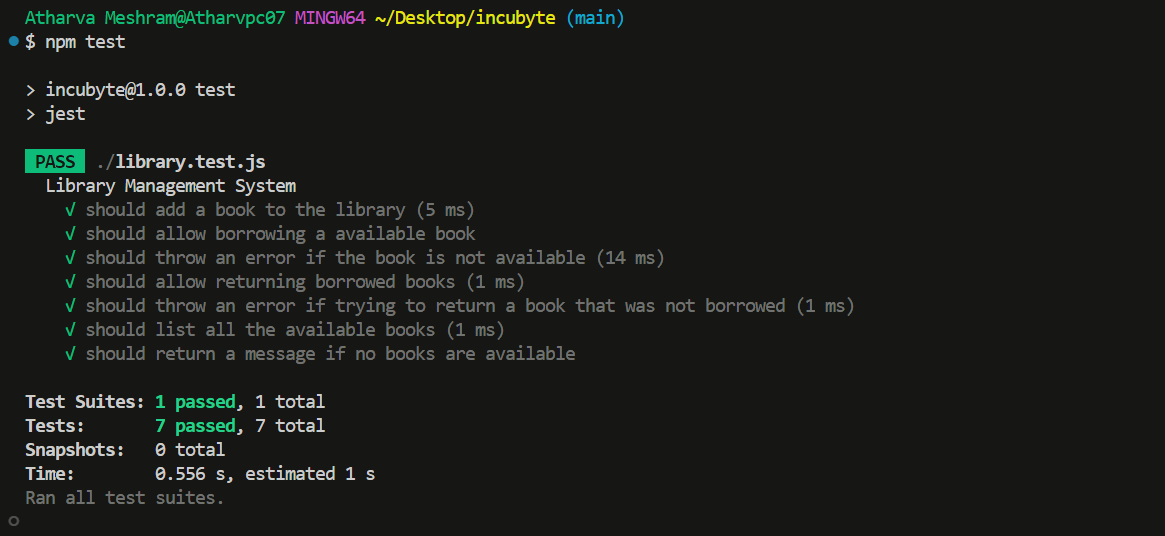 Atharva Meshram@Atharvpc07 MINGW64 ~/Desktop/incubyte (main)
$ npm test
> incubyte@1.0.0 test
> jest
PASS ./library.test.js
Library Management System
√ should add a book to the library (5 ms)
√ should allow borrowing a available book
√ should throw an error if the book is not available (14 ms)
√ should allow returning borrowed books (1 ms)
√ should throw an error if trying to return a book that was not borrowed (1 ms)
√ should list all the available books (1 ms)
√ should return a message if no books are available
Test Suites: 1 passed, 1 total
Tests: 7 passed, 7 total
Snapshots: 0 total
Time: 0.556 s, estimated 1 s
Ran all test suites.